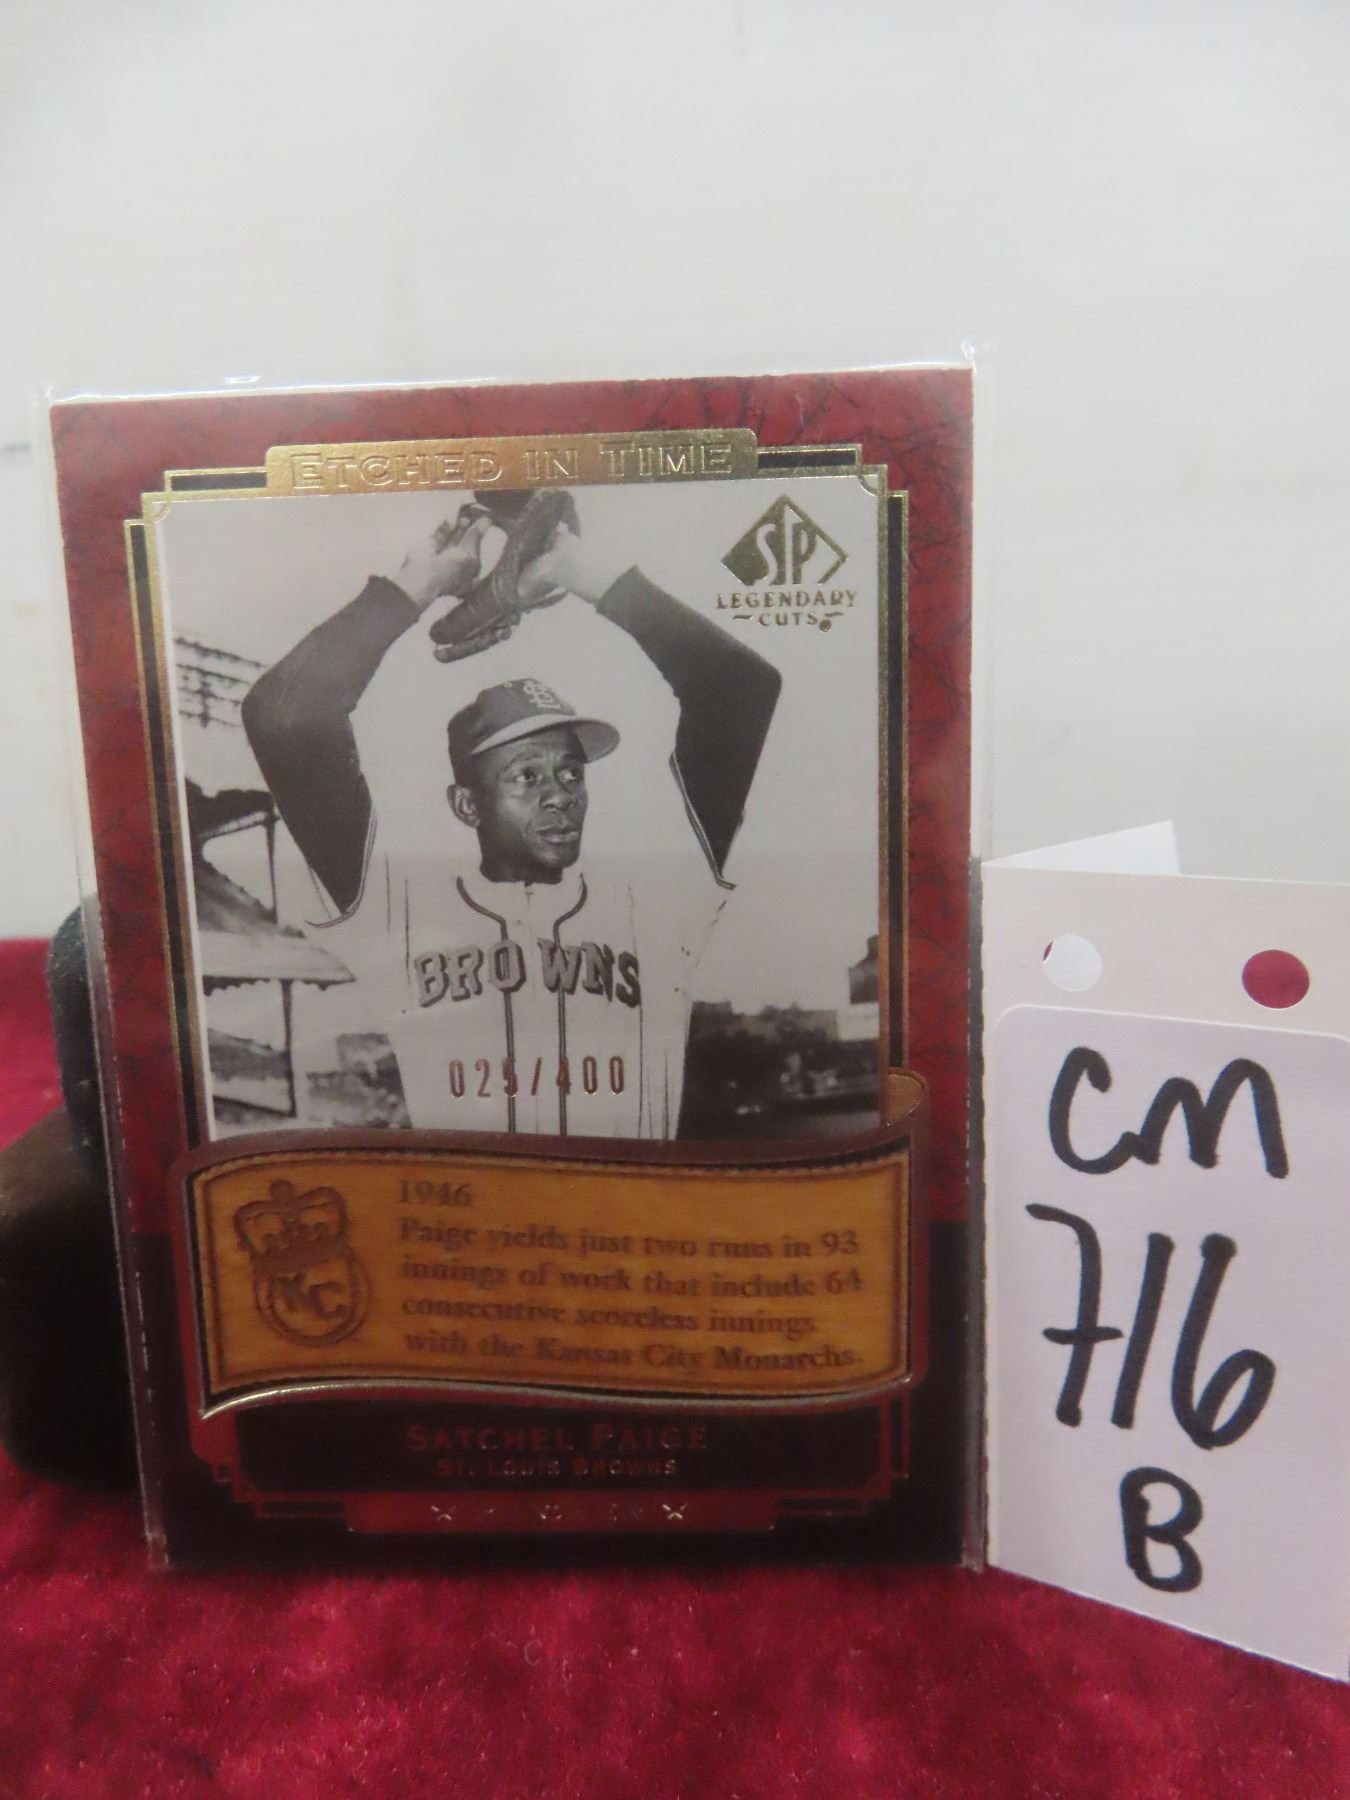 ETCHED IN TIME
SP
LEGENDARY
CUTS
StL
BROWNS
025/400
KC
1946
Paige yields just two runs in 93
innings of work that include 64
consecutive scoreless innings
with the Kansas City Monarchs.
SATCHEL PAIGE
ST. LOUIS BROWNS
CM
716
B